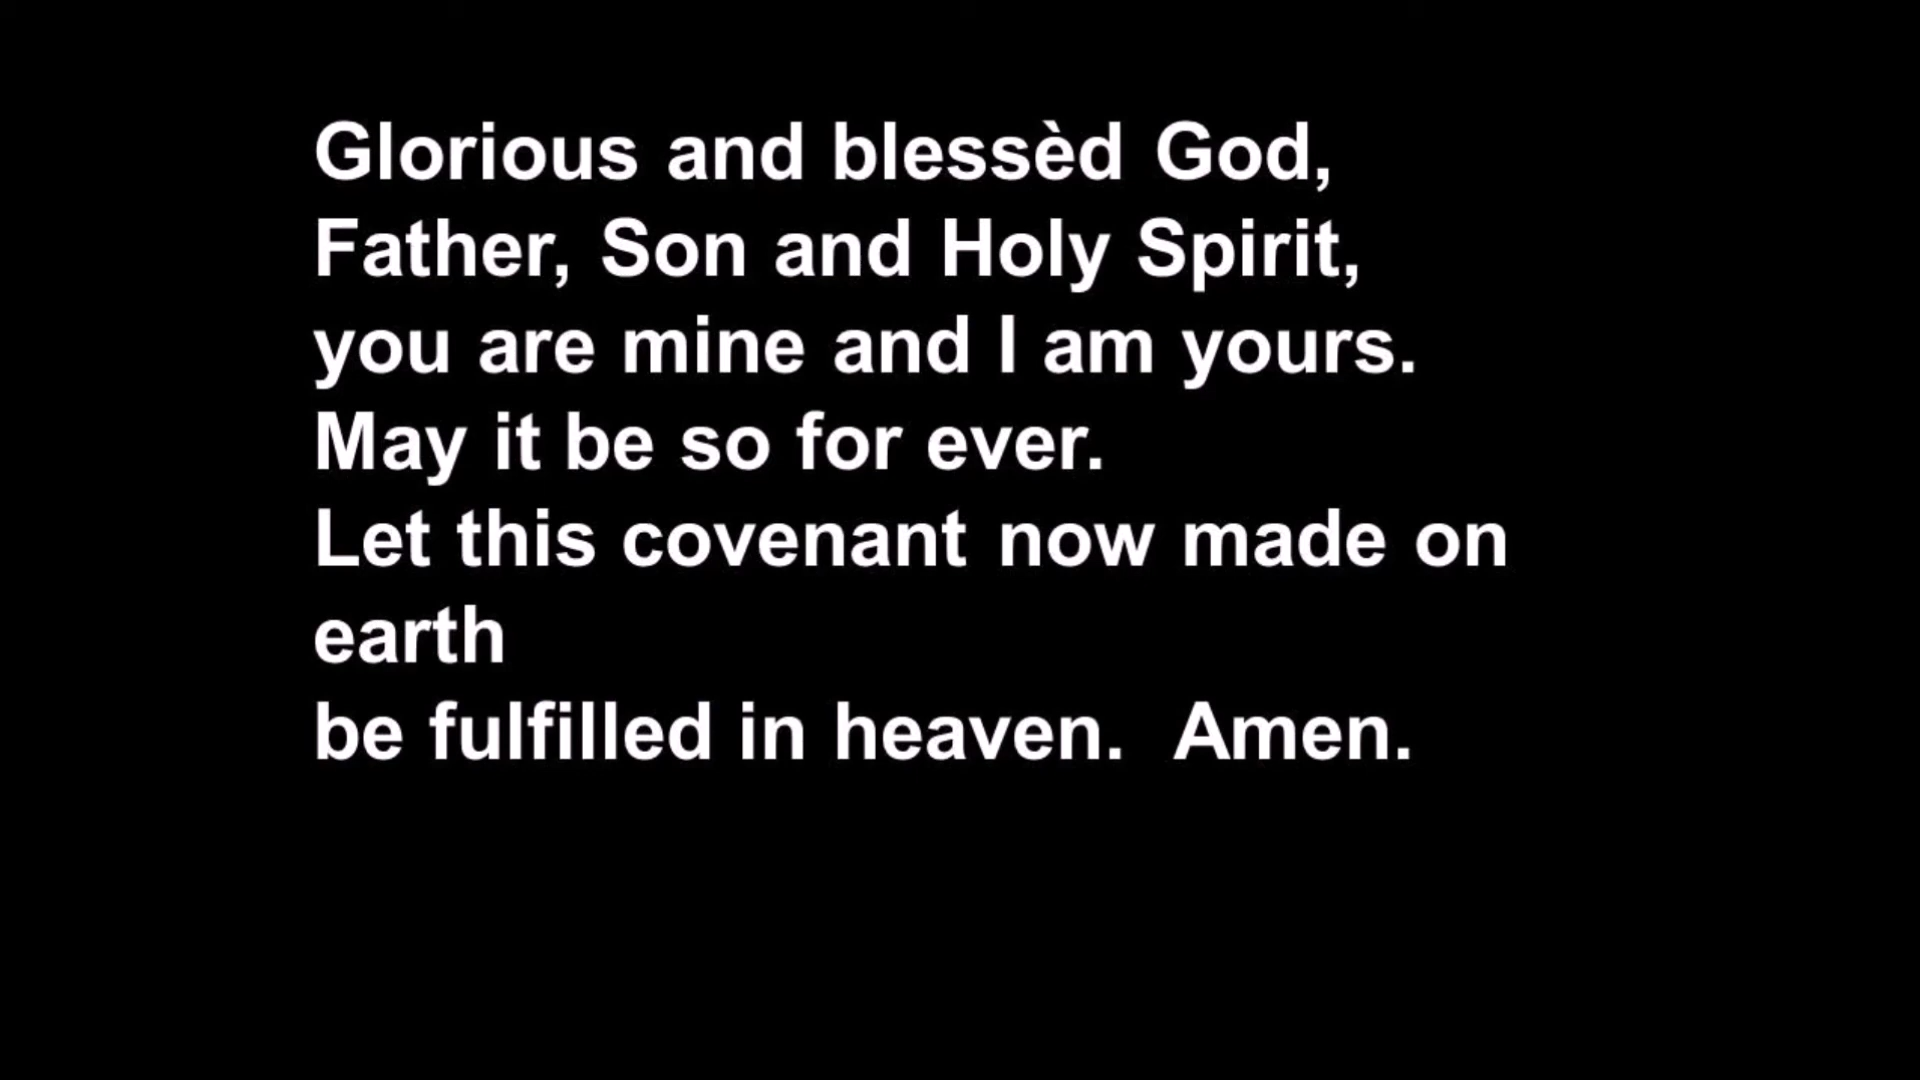 Glorious and blessèd God,
Father, Son and Holy Spirit,
you are mine and I am yours.
May it be so for ever.
Let this covenant now made on
earth
be fulfilled in heaven.  Amen.